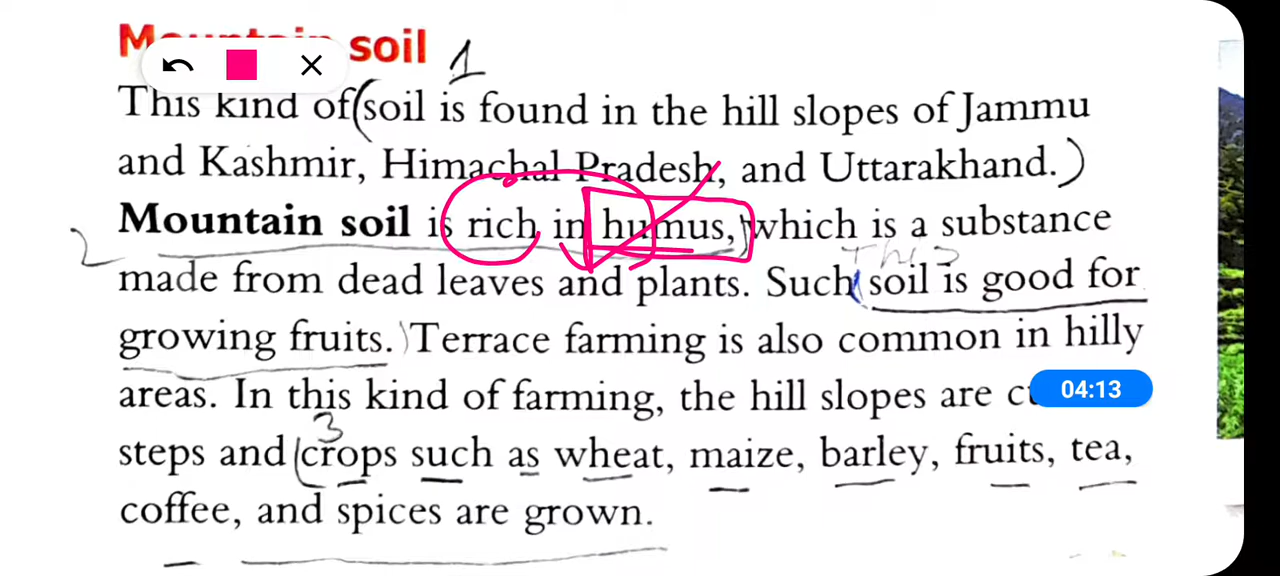 Mountain soil 1
This kind of (soil is found in the hill slopes of Jammu
and Kashmir, Himachal Pradesh, and Uttarakhand.)
2 Mountain soil is rich in humus,) which is a substance
This
made from dead leaves and plants. Such (soil is good for
growing fruits.) Terrace farming is also common in hilly
areas. In this kind of farming, the hill slopes are
04:13
3
steps and (crops such as wheat, maize, barley, fruits, tea,
coffee, and spices are grown.